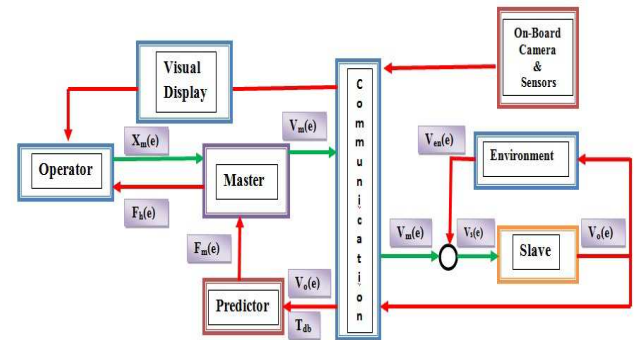 On-Board
Camera
&
Sensors
Visual
Display
Communication
Xm(e)
Vm(e)
Operator
Master
Ven(e)
Environment
Fh(e)
Fm(e)
Vm(e)
Vs(e)
Slave
Vo(e)
Predictor
Vo(e)
Tdb